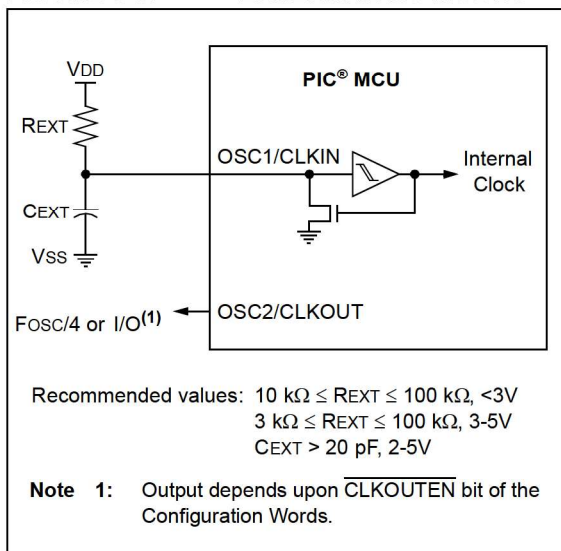 VDD
PIC® MCU
REXT
OSC1/CLKIN
Internal
Clock
CEXT
VSS
FOSC/4 or I/O(1)
OSC2/CLKOUT
Recommended values: 10 kΩ ≤ REXT ≤ 100 kΩ, <3V
3 kΩ ≤ REXT ≤ 100 kΩ, 3-5V
CEXT > 20 pF, 2-5V
Note 1: Output depends upon CLKOUTEN bit of the
Configuration Words.